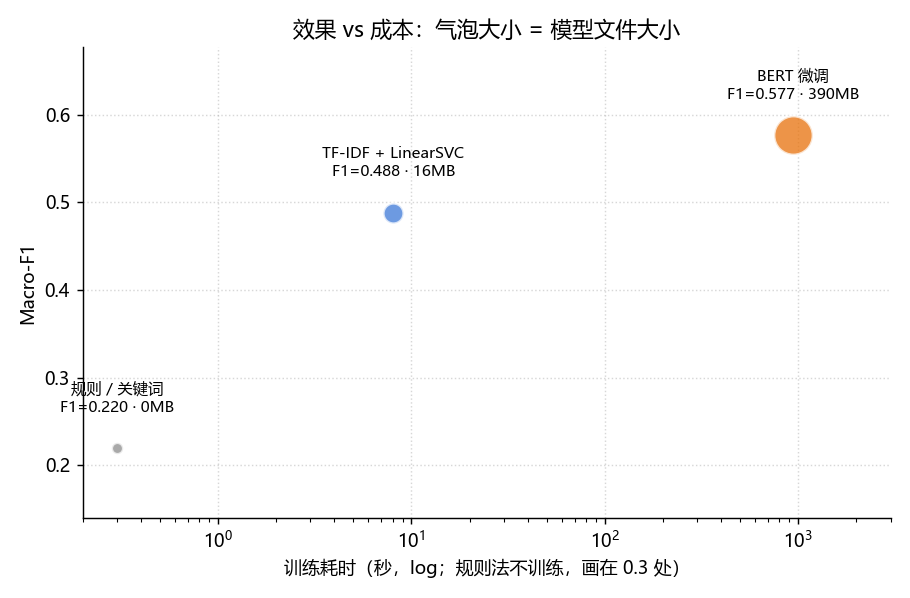 效果 vs 成本：气泡大小 = 模型文件大小
BERT 微调
F1=0.577 · 390MB
TF-IDF + LinearSVC
F1=0.488 · 16MB
规则 / 关键词
F1=0.220 · 0MB
Macro-F1
0.6
0.5
0.4
0.3
0.2
10⁰
10¹
10²
10³
训练耗时（秒，log；规则法不训练，画在 0.3 处）